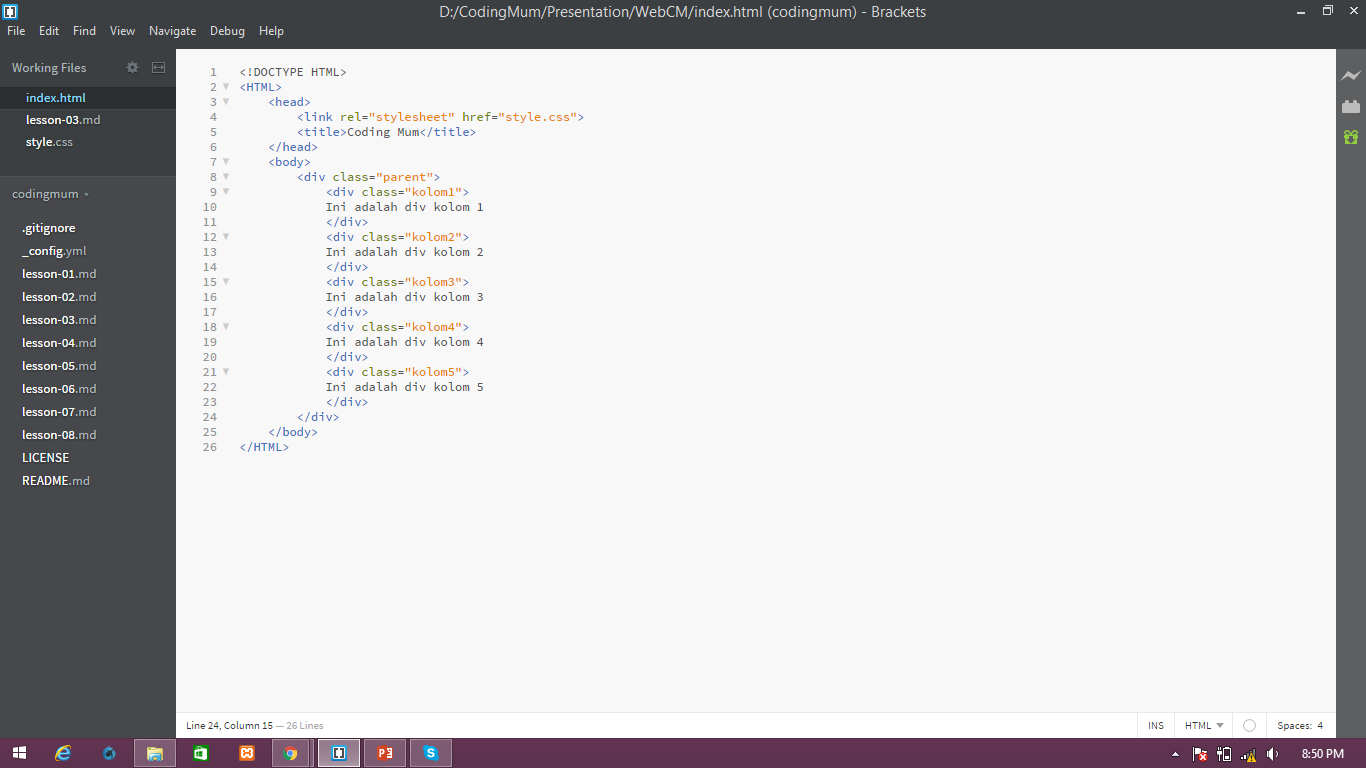 D:/CodingMum/Presentation/WebCM/index.html (codingmum) - Brackets
File Edit Find View Navigate Debug Help
Working Files
index.html
lesson-03.md
style.css
codingmum
.gitignore
_config.yml
lesson-01.md
lesson-02.md
lesson-03.md
lesson-04.md
lesson-05.md
lesson-06.md
lesson-07.md
lesson-08.md
LICENSE
README.md
1 <!DOCTYPE HTML>
2 <HTML>
3 <head>
4 <link rel="stylesheet" href="style.css">
5 <title>Coding Mum</title>
6 </head>
7 <body>
8 <div class="parent">
9 <div class="kolom1">
10 Ini adalah div kolom 1
11 </div>
12 <div class="kolom2">
13 Ini adalah div kolom 2
14 </div>
15 <div class="kolom3">
16 Ini adalah div kolom 3
17 </div>
18 <div class="kolom4">
19 Ini adalah div kolom 4
20 </div>
21 <div class="kolom5">
22 Ini adalah div kolom 5
23 </div>
24 </div>
25 </body>
26 </HTML>
Line 24, Column 15 — 26 Lines
INS HTML Spaces: 4
8:50 PM